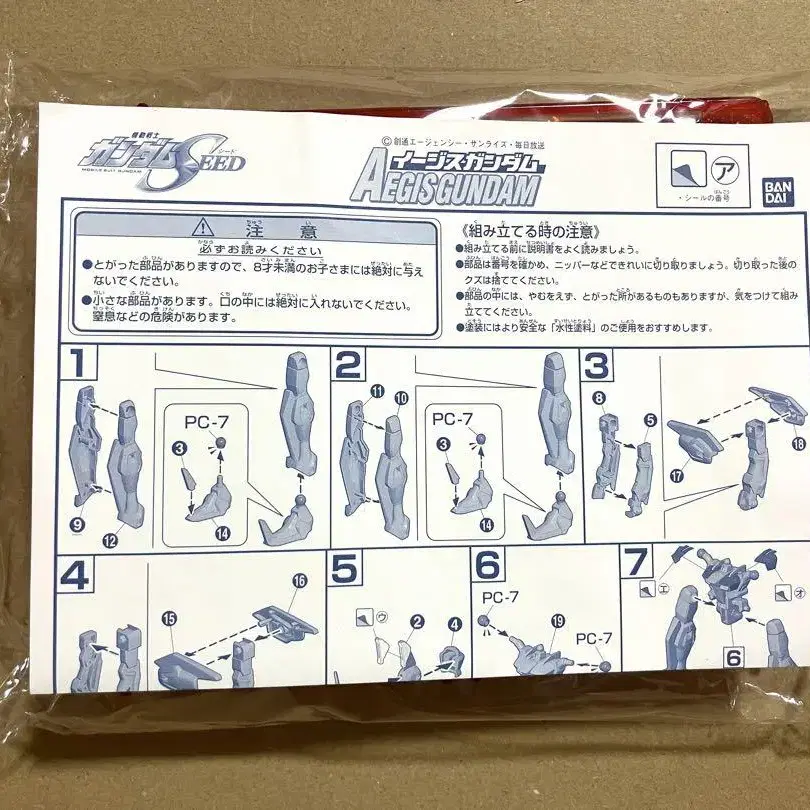 機動戦士
ガンダムSEED
シード
MOBILE SUIT GUNDAM
©創通エージェンシー・サンライズ・毎日放送
イージスガンダム
AEGISGUNDAM
ア
・シールの番号
BAN
DAI
注意
必ずお読みください
●とがった部品がありますので、8才未満のお子さまには絶対に与え
ないでください。
●小さな部品があります。口の中には絶対に入れないでください。
窒息などの危険があります。
《組み立てる時の注意》
●組み立てる前に説明書をよく読みましょう。
●部品は番号を確かめ、ニッパーなどできれいに切り取りましょう。切り取った後の
クズは捨ててください。
●部品の中には、やむをえず、とがった所があるものもありますが、気をつけて組み
立ててください。
●塗装にはより安全な「水性塗料」のご使用をおすすめします。
1
PC-7
3
14
9
12
2
11
10
PC-7
3
14
3
8
5
17
18
4
15
16
5
ウ
2
4
6
PC-7
19
PC-7
7
エ
オ
6